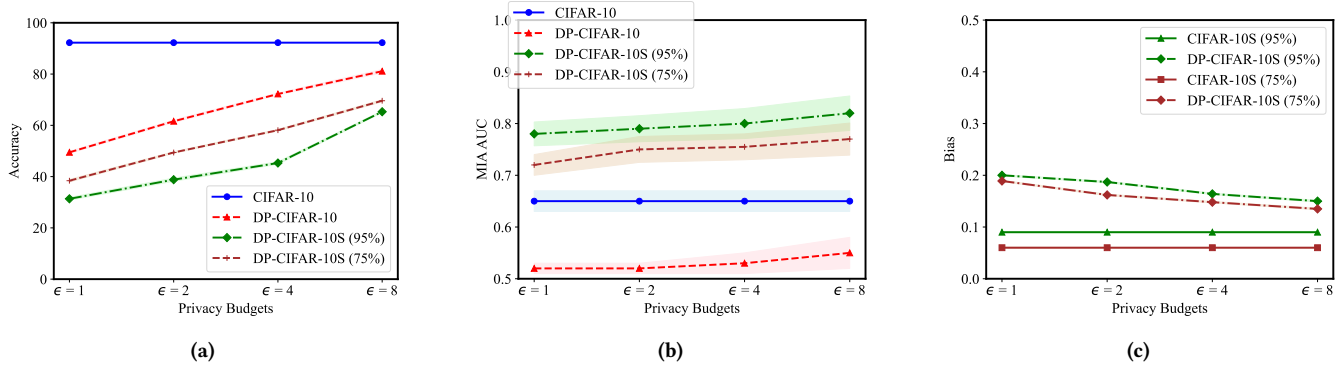 100
80
60
40
20
0
Accuracy
CIFAR-10
DP-CIFAR-10
DP-CIFAR-10S (95%)
DP-CIFAR-10S (75%)
ϵ = 1
ϵ = 2
ϵ = 4
ϵ = 8
Privacy Budgets
(a)
1.0
0.9
0.8
0.7
0.6
0.5
MIA AUC
CIFAR-10
DP-CIFAR-10
DP-CIFAR-10S (95%)
DP-CIFAR-10S (75%)
ϵ = 1
ϵ = 2
ϵ = 4
ϵ = 8
Privacy Budgets
(b)
0.5
0.4
0.3
0.2
0.1
0.0
Bias
CIFAR-10S (95%)
DP-CIFAR-10S (95%)
CIFAR-10S (75%)
DP-CIFAR-10S (75%)
ϵ = 1
ϵ = 2
ϵ = 4
ϵ = 8
Privacy Budgets
(c)